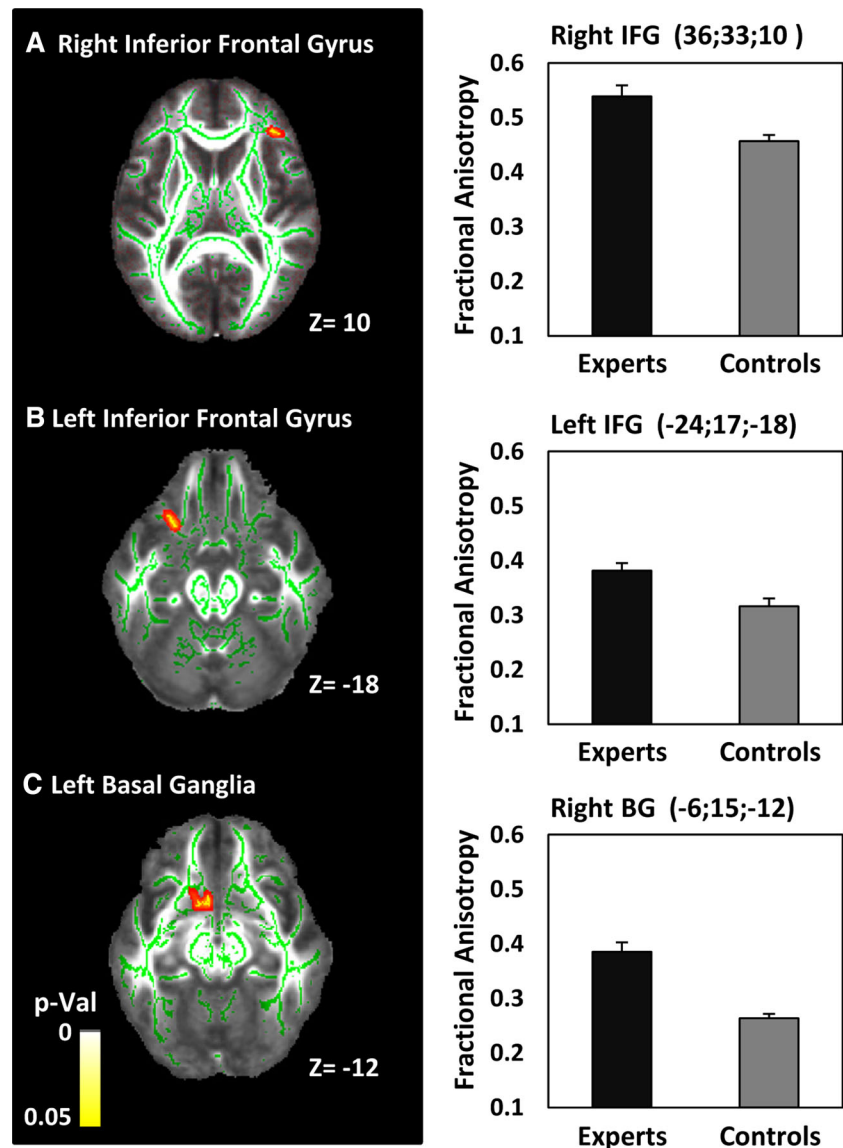 A Right Inferior Frontal Gyrus
Z= 10
Right IFG (36;33;10 )
Fractional Anisotropy
0.6
0.5
0.4
0.3
0.2
0.1
Experts Controls
B Left Inferior Frontal Gyrus
Z= -18
Left IFG (-24;17;-18)
Fractional Anisotropy
0.6
0.5
0.4
0.3
0.2
0.1
Experts Controls
C Left Basal Ganglia
p-Val
0
0.05
Z= -12
Right BG (-6;15;-12)
Fractional Anisotropy
0.6
0.5
0.4
0.3
0.2
0.1
Experts Controls